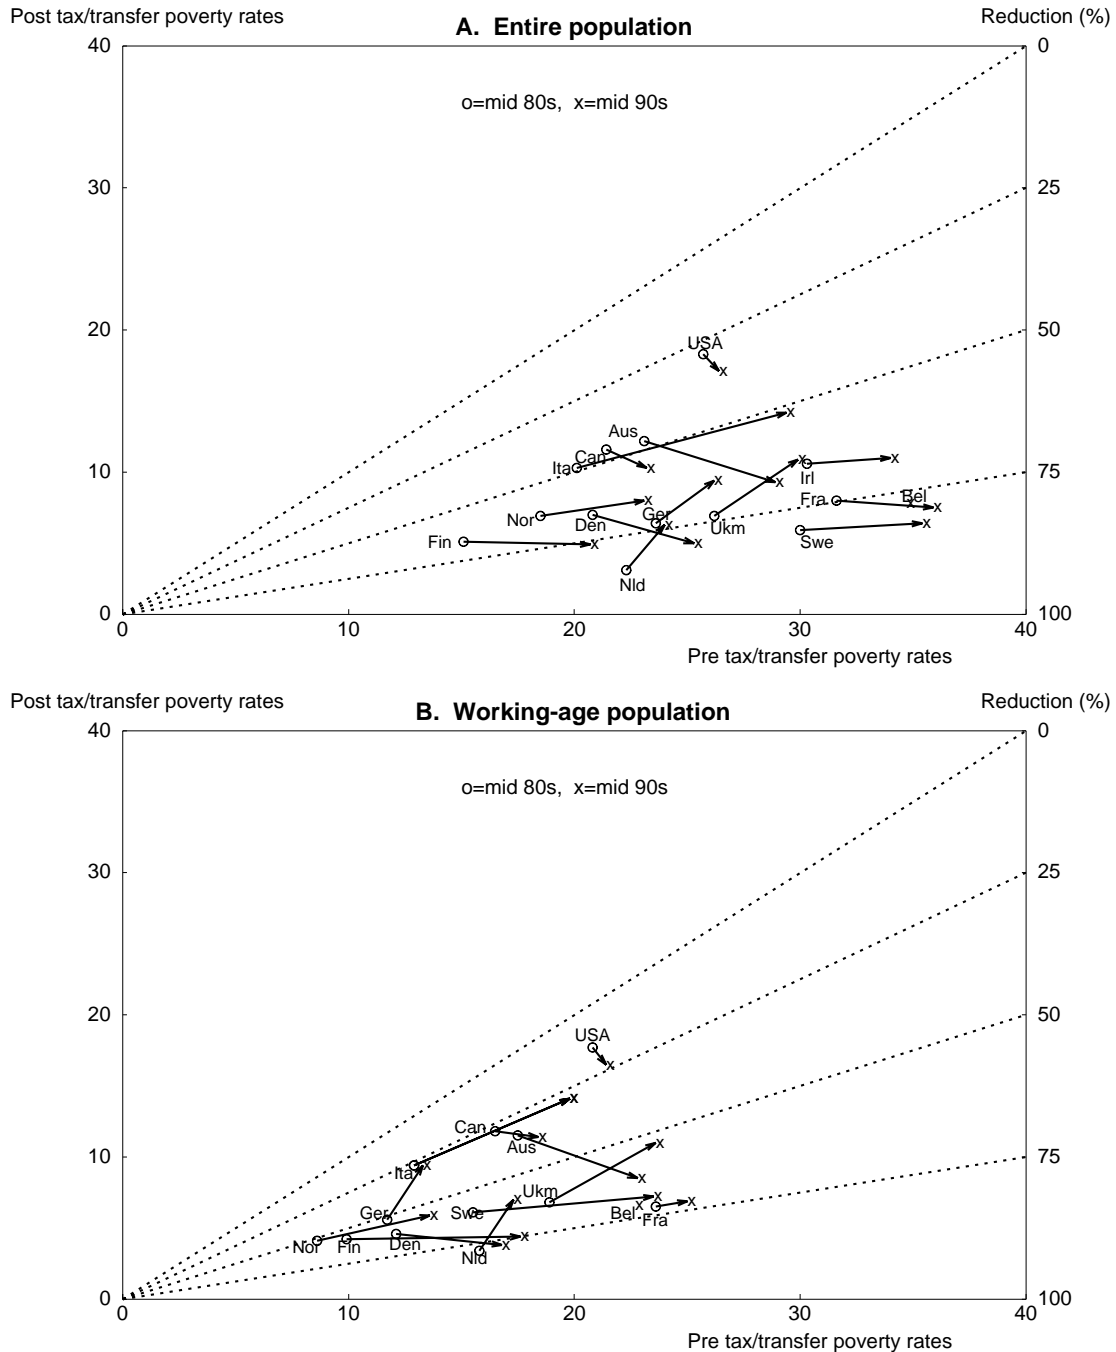 Post tax/transfer poverty rates
Reduction (%)
A. Entire population
40
0
o=mid 80s, x=mid 90s
30
25
20
50
USA
Aus
Can
Ita
10
75
Irl
Fra
Bel
Nor
Den
Ger
Ukm
Fin
Swe
Nld
0
100
0
10
20
30
40
Pre tax/transfer poverty rates
Post tax/transfer poverty rates
Reduction (%)
B. Working-age population
40
0
o=mid 80s, x=mid 90s
30
25
20
50
USA
Can
Aus
10
75
Ita
Ukm
Ger
Swe
Bel
Fra
Nor
Fin
Den
Nld
0
100
0
10
20
30
40
Pre tax/transfer poverty rates